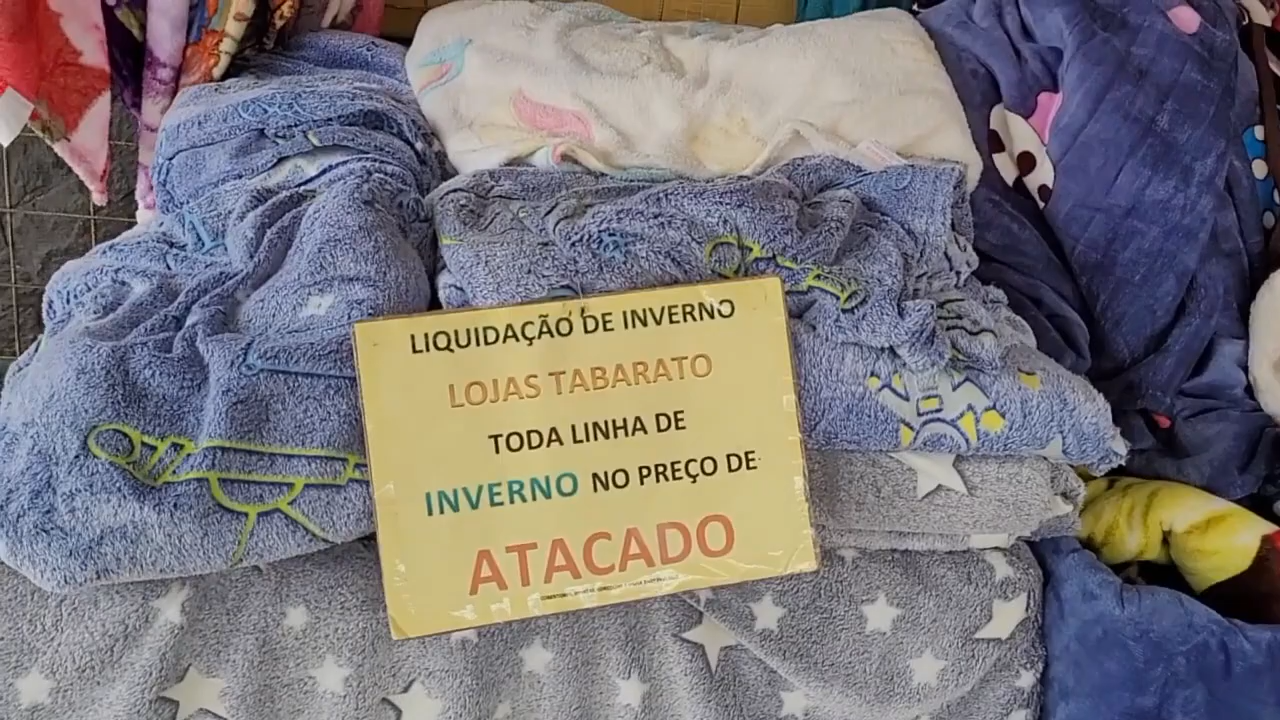 LIQUIDAÇÃO DE INVERNO
LOJAS TABARATO
TODA LINHA DE
INVERNO NO PREÇO DE
ATACADO